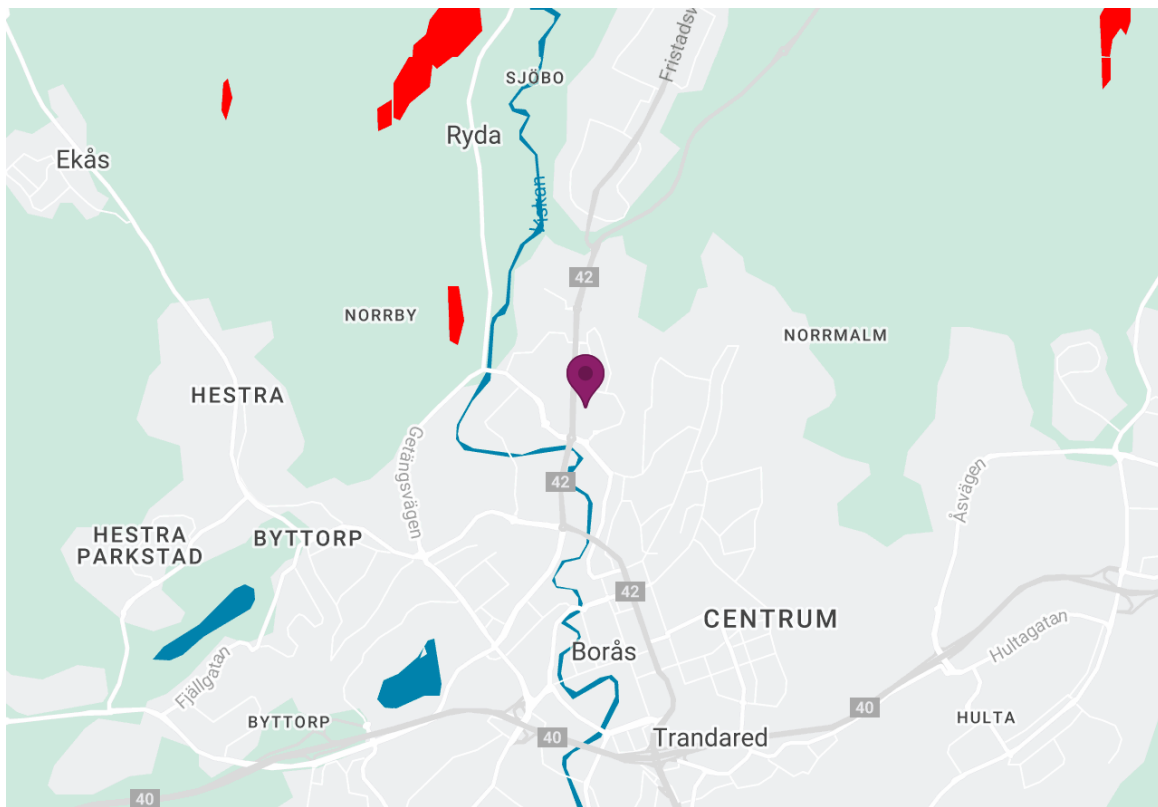 Fristadsv
SJÖBO
Ryda
Ekås
Viskan
42
NORRBY
NORRMALM
HESTRA
Getängsvägen
42
Åsvägen
HESTRA
PARKSTAD
BYTTORP
42
CENTRUM
Hultagatan
Borås
Fjällgatan
40
BYTTORP
HULTA
40
Trandared
40